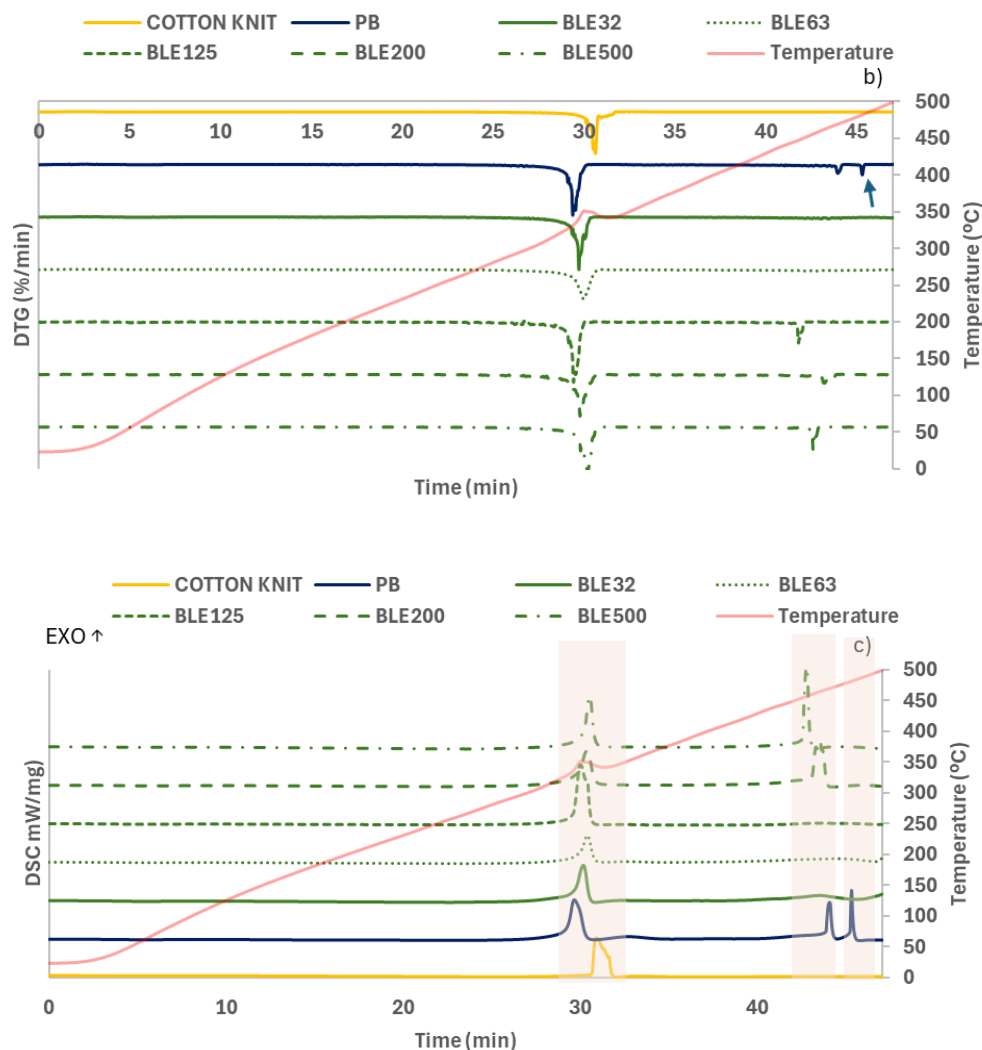 COTTON KNIT PB BLE32 BLE63
BLE125 BLE200 BLE500 Temperature
b)
0 5 10 15 20 25 30 35 40 45
500
450
400
350
300
250
200
150
100
50
0
DTG (%/min)
Temperature (ºC)
Time (min)
COTTON KNIT PB BLE32 BLE63
BLE125 BLE200 BLE500 Temperature
EXO ↑
c)
500
450
400
350
300
250
200
150
100
50
0
DSC mW/mg)
Temperature (ºC)
0 10 20 30 40
Time (min)